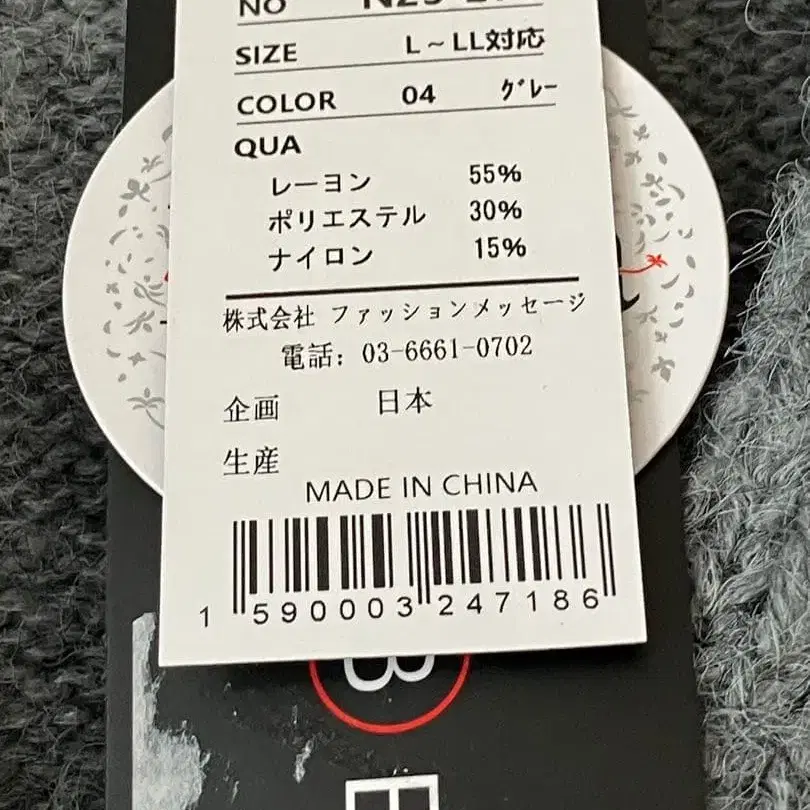 NO
SIZE L～LL対応
COLOR 04 ｸﾞﾚｰ
QUA
レーヨン 55%
ポリエステル 30%
ナイロン 15%
株式会社 ファッションメッセージ
電話: 03-6661-0702
企画 日本
生産
MADE IN CHINA
1 590003 247186